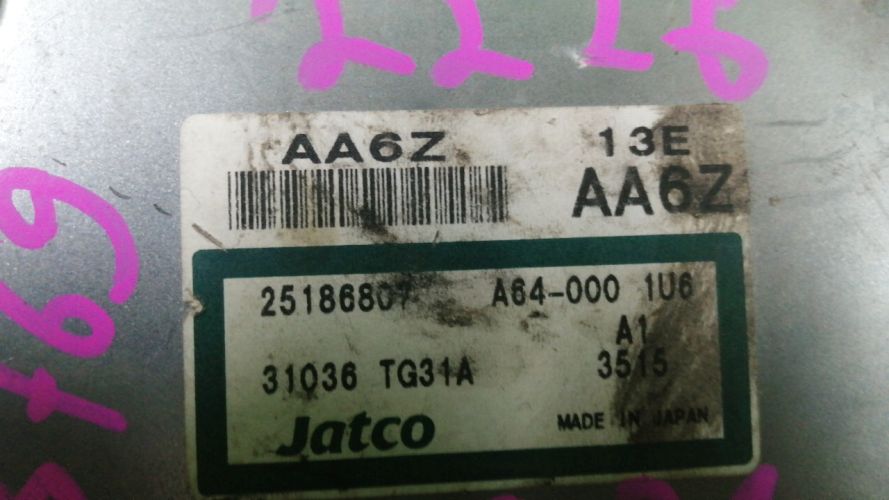 AA6Z 13E
AA6Z
25186807 A64-000 1U6
A1
31036 TG31A 3515
Jatco MADE IN JAPAN